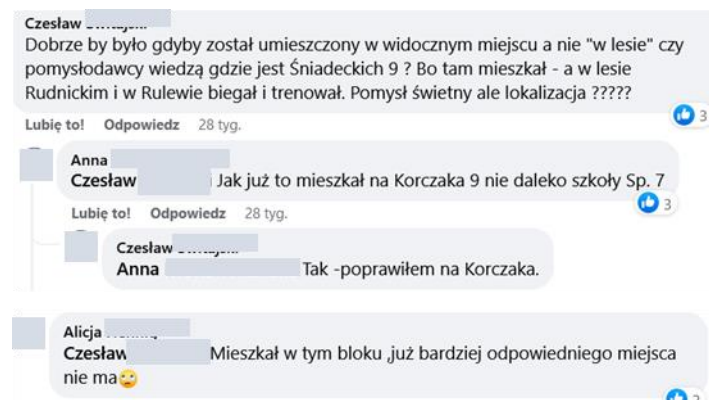 Czesław
Dobrze by było gdyby został umieszczony w widocznym miejscu a nie "w lesie" czy
pomysłodawcy wiedzą gdzie jest Śniadeckich 9 ? Bo tam mieszkał - a w lesie
Rudnickim i w Rulewie biegał i trenował. Pomysł świetny ale lokalizacja ?????
3
Lubię to! Odpowiedz 28 tyg.
Anna
Czesław Jak już to mieszkał na Korczaka 9 nie daleko szkoły Sp. 7
3
Lubię to! Odpowiedz 28 tyg.
Czesław
Anna Tak -poprawiłem na Korczaka.
Alicja
Czesław Mieszkał w tym bloku ,już bardziej odpowiedniego miejsca
nie ma🙄